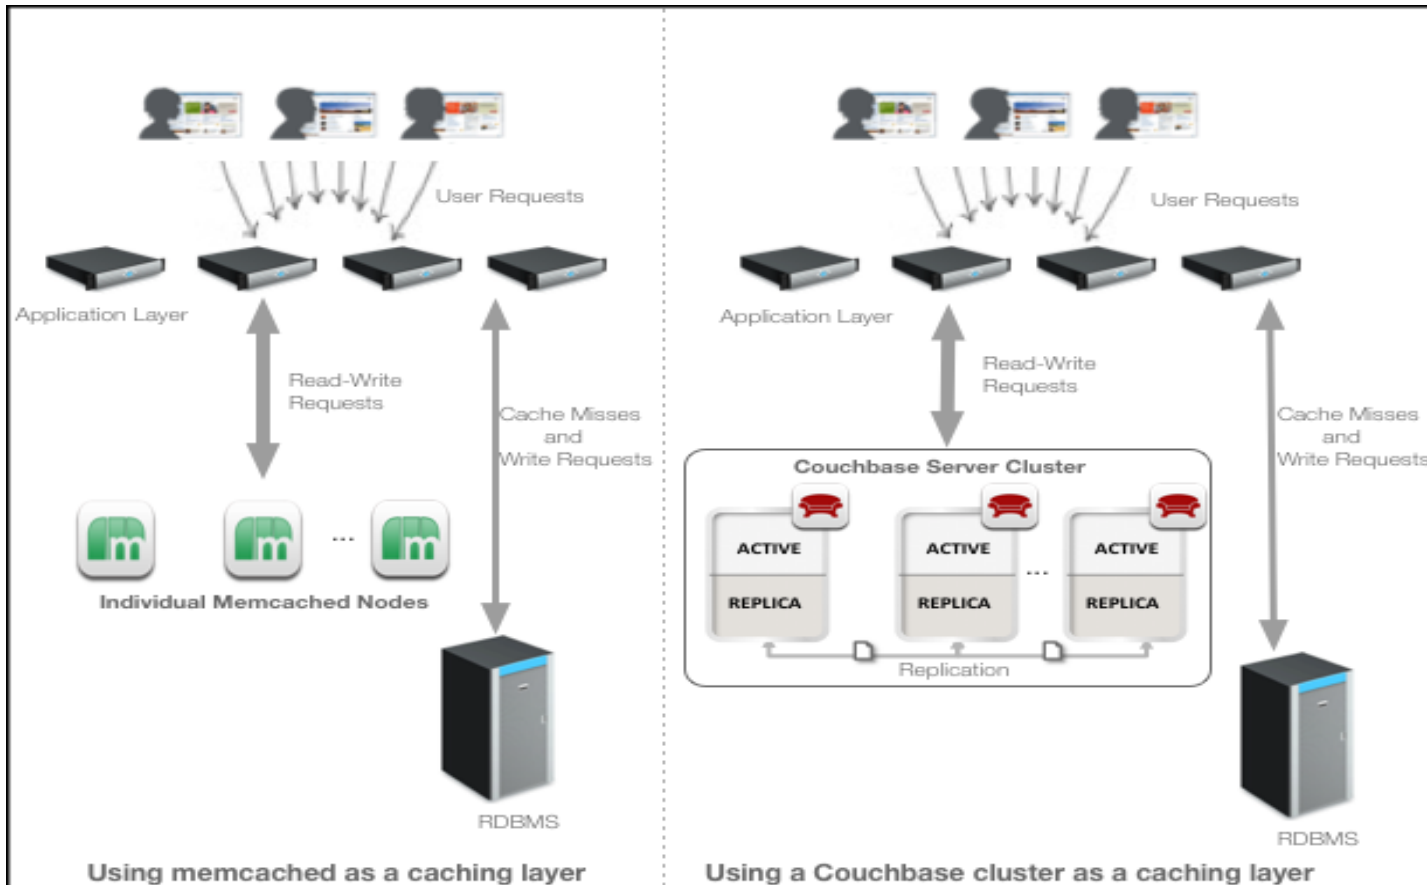 User Requests
Application Layer
Read-Write
Requests
Cache Misses
and
Write Requests
m
m
...
m
Individual Memcached Nodes
RDBMS
Using memcached as a caching layer
User Requests
Application Layer
Read-Write
Requests
Cache Misses
and
Write Requests
Couchbase Server Cluster
ACTIVE
REPLICA
ACTIVE
REPLICA
...
ACTIVE
REPLICA
Replication
RDBMS
Using a Couchbase cluster as a caching layer